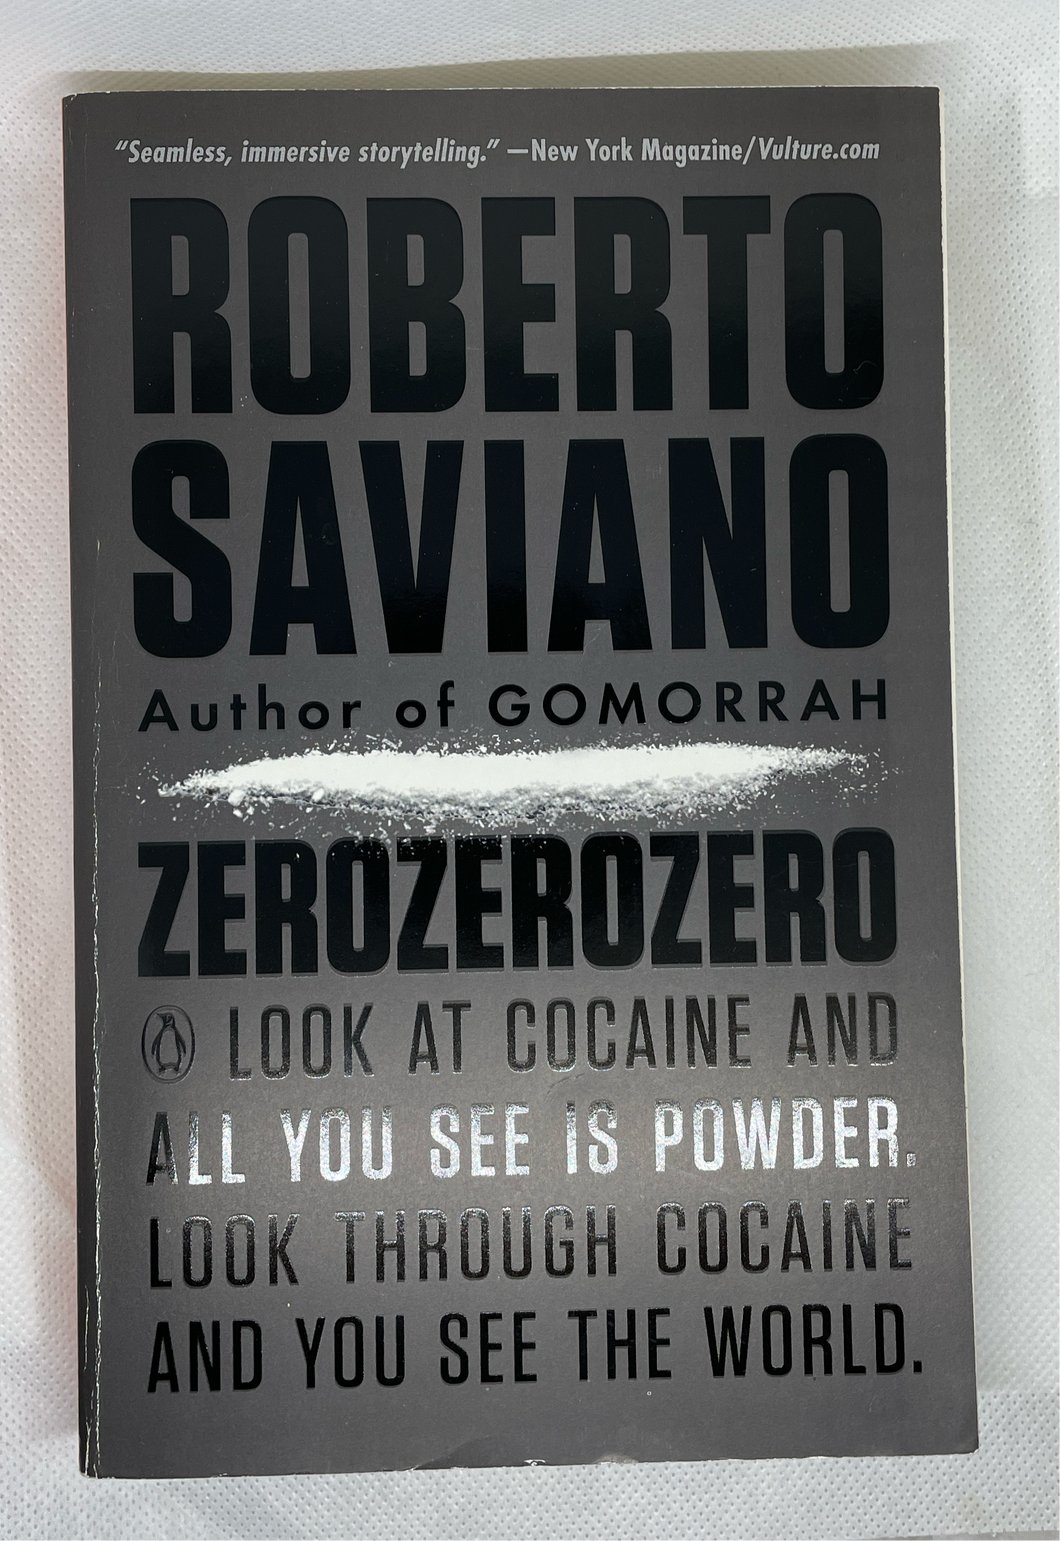 “Seamless, immersive storytelling.” —New York Magazine/Vulture.com
ROBERTO
SAVIANO
Author of GOMORRAH
ZEROZEROZERO
LOOK AT COCAINE AND
ALL YOU SEE IS POWDER.
LOOK THROUGH COCAINE
AND YOU SEE THE WORLD.